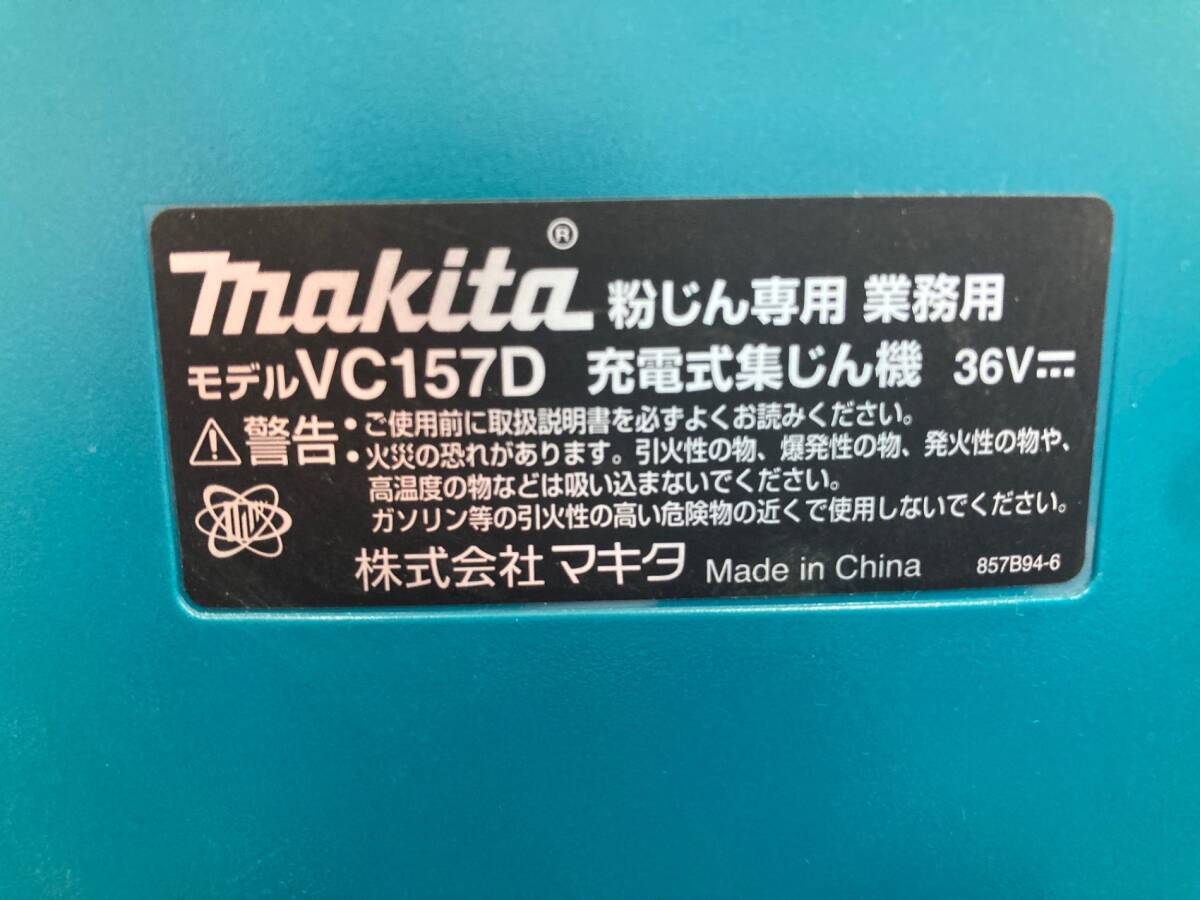 makita® 粉じん専用 業務用
モデルVC157D 充電式集じん機 36V
警告・ご使用前に取扱説明書を必ずよくお読みください。
・火災の恐れがあります。引火性の物、爆発性の物、発火性の物や、
高温度の物などは吸い込まないでください。
ガソリン等の引火性の高い危険物の近くで使用しないでください。
株式会社 マキタ Made in China 857B94-6